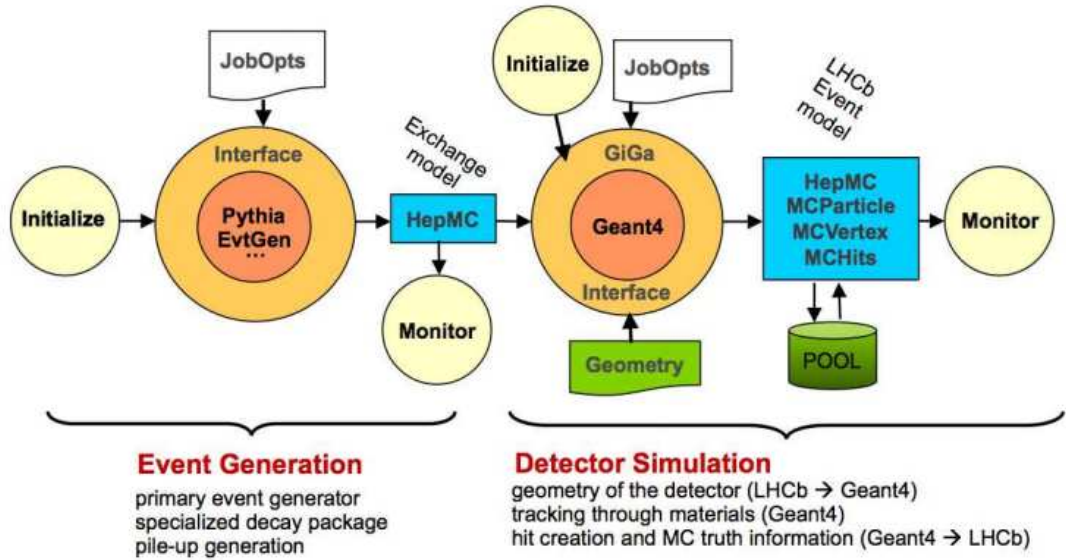 JobOpts
Interface
Initialize
Pythia
EvtGen
...
Exchange
model
HepMC
Monitor
Initialize
JobOpts
GiGa
Geant4
Interface
Geometry
LHCb
Event
model
HepMC
MCParticle
MCVertex
MCHits
Monitor
POOL
Event Generation
primary event generator
specialized decay package
pile-up generation
Detector Simulation
geometry of the detector (LHCb → Geant4)
tracking through materials (Geant4)
hit creation and MC truth information (Geant4 → LHCb)